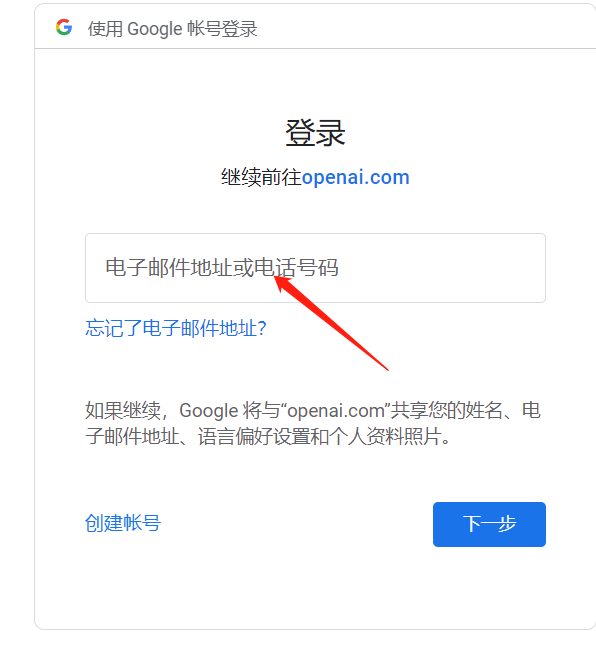 使用 Google 帐号登录
登录
继续前往openai.com
电子邮件地址或电话号码
忘记了电子邮件地址?
如果继续，Google 将与“openai.com”共享您的姓名、电
子邮件地址、语言偏好设置和个人资料照片。
创建帐号
下一步